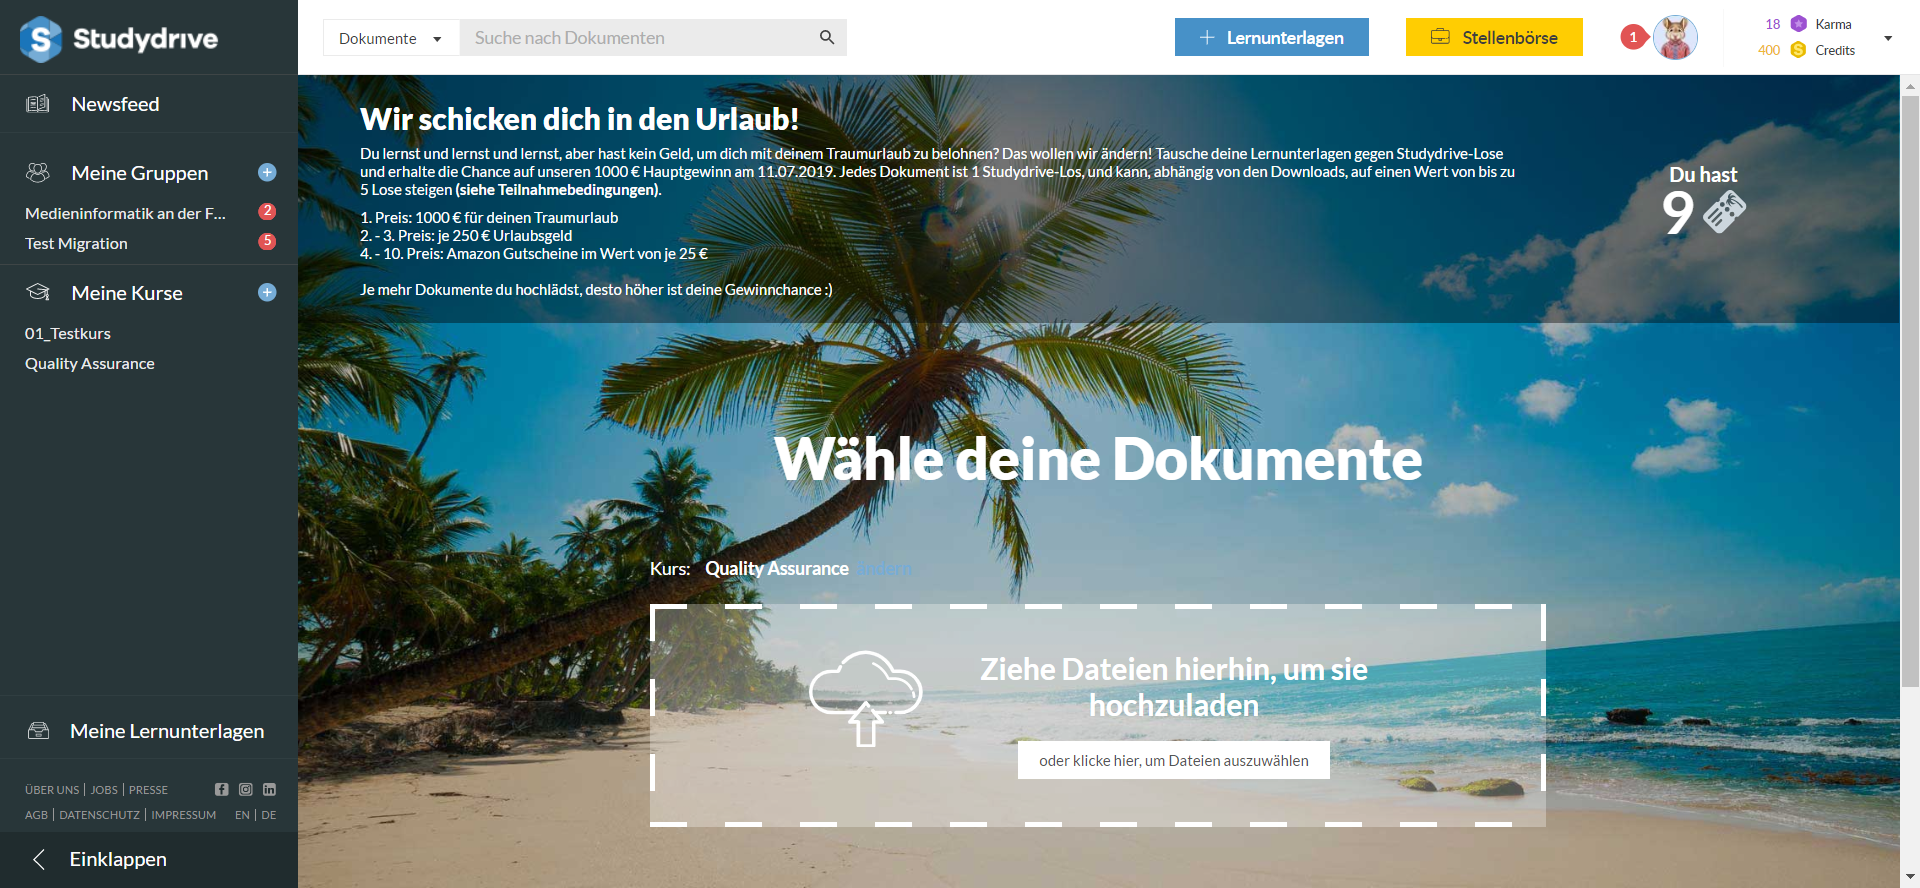 Studydrive
Dokumente
Suche nach Dokumenten
Lernunterlagen
Stellenbörse
1
18 Karma
400 Credits
Newsfeed
Meine Gruppen
Medieninformatik an der F... 2
Test Migration 5
Meine Kurse
01_Testkurs
Quality Assurance
Meine Lernunterlagen
ÜBER UNS | JOBS | PRESSE
AGB | DATENSCHUTZ | IMPRESSUM EN | DE
Einklappen
Wir schicken dich in den Urlaub!
Du lernst und lernst und lernst, aber hast kein Geld, um dich mit deinem Traumurlaub zu belohnen? Das wollen wir ändern! Tausche deine Lernunterlagen gegen Studydrive-Lose
und erhalte die Chance auf unseren 1000 € Hauptgewinn am 11.07.2019. Jedes Dokument ist 1 Studydrive-Los, und kann, abhängig von den Downloads, auf einen Wert von bis zu
5 Lose steigen (siehe Teilnahmebedingungen).
1. Preis: 1000 € für deinen Traumurlaub
2. - 3. Preis: je 250 € Urlaubsgeld
4. - 10. Preis: Amazon Gutscheine im Wert von je 25 €
Je mehr Dokumente du hochlädst, desto höher ist deine Gewinnchance :)
Du hast
9
Wähle deine Dokumente
Kurs: Quality Assurance ändern
Ziehe Dateien hierhin, um sie
hochzuladen
oder klicke hier, um Dateien auszuwählen